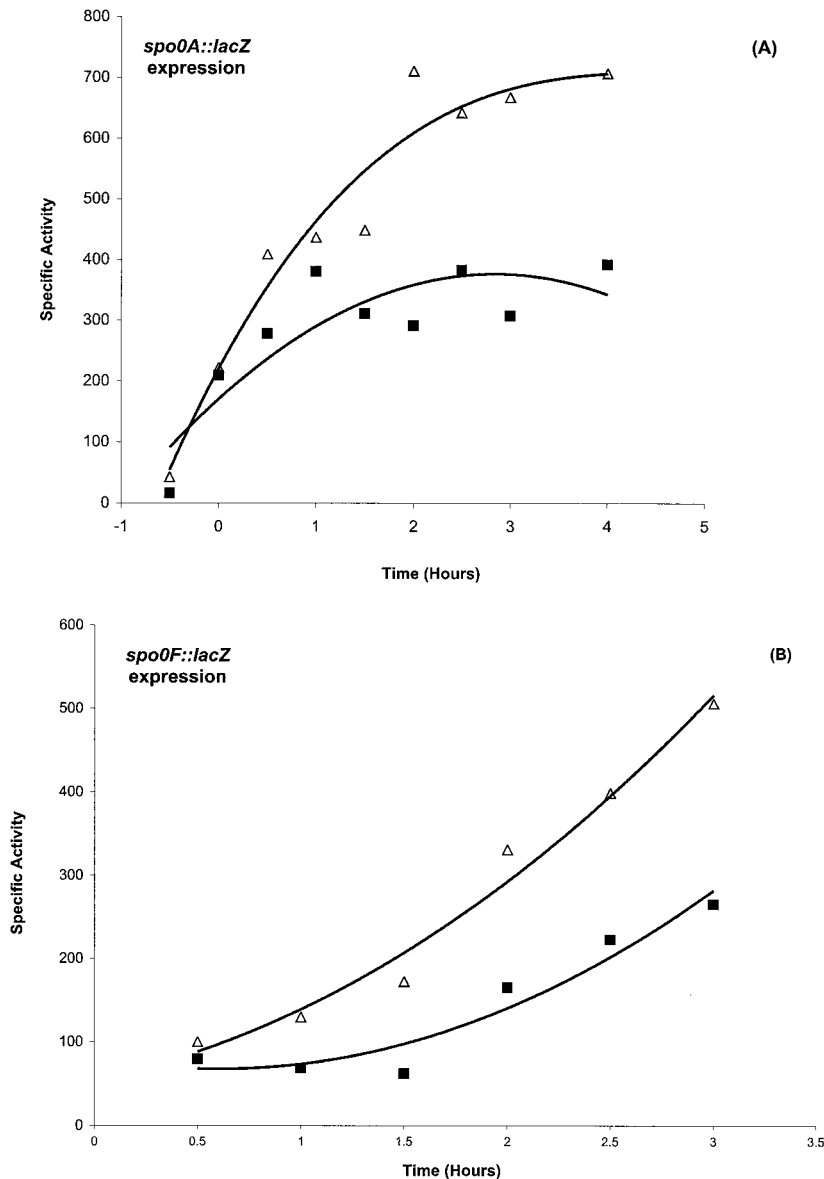 spo0A::lacZ
expression
(A)
Specific Activity
800
700
600
500
400
300
200
100
0
-1 0 1 2 3 4 5
Time (Hours)
spo0F::lacZ
expression
(B)
Specific Activity
600
500
400
300
200
100
0
0 0.5 1 1.5 2 2.5 3 3.5
Time (Hours)